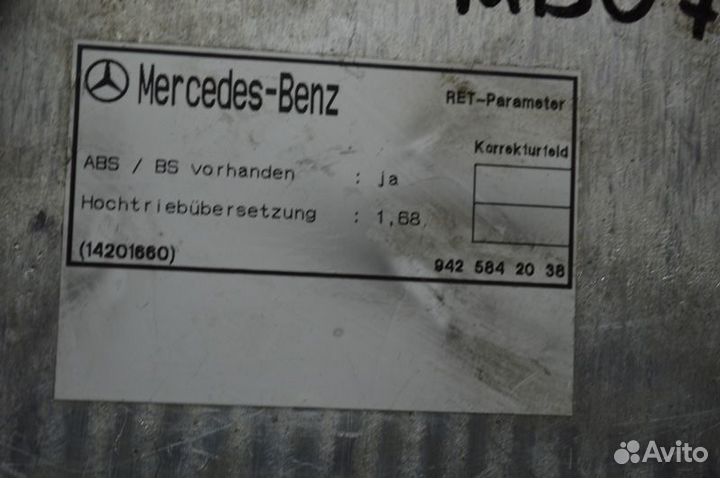 Mercedes-Benz
RET-Parameter
Korrekturfeld
ABS / BS vorhanden : ja
Hochtriebübersetzung : 1,68
(14201660)
942 584 20 38
Avito